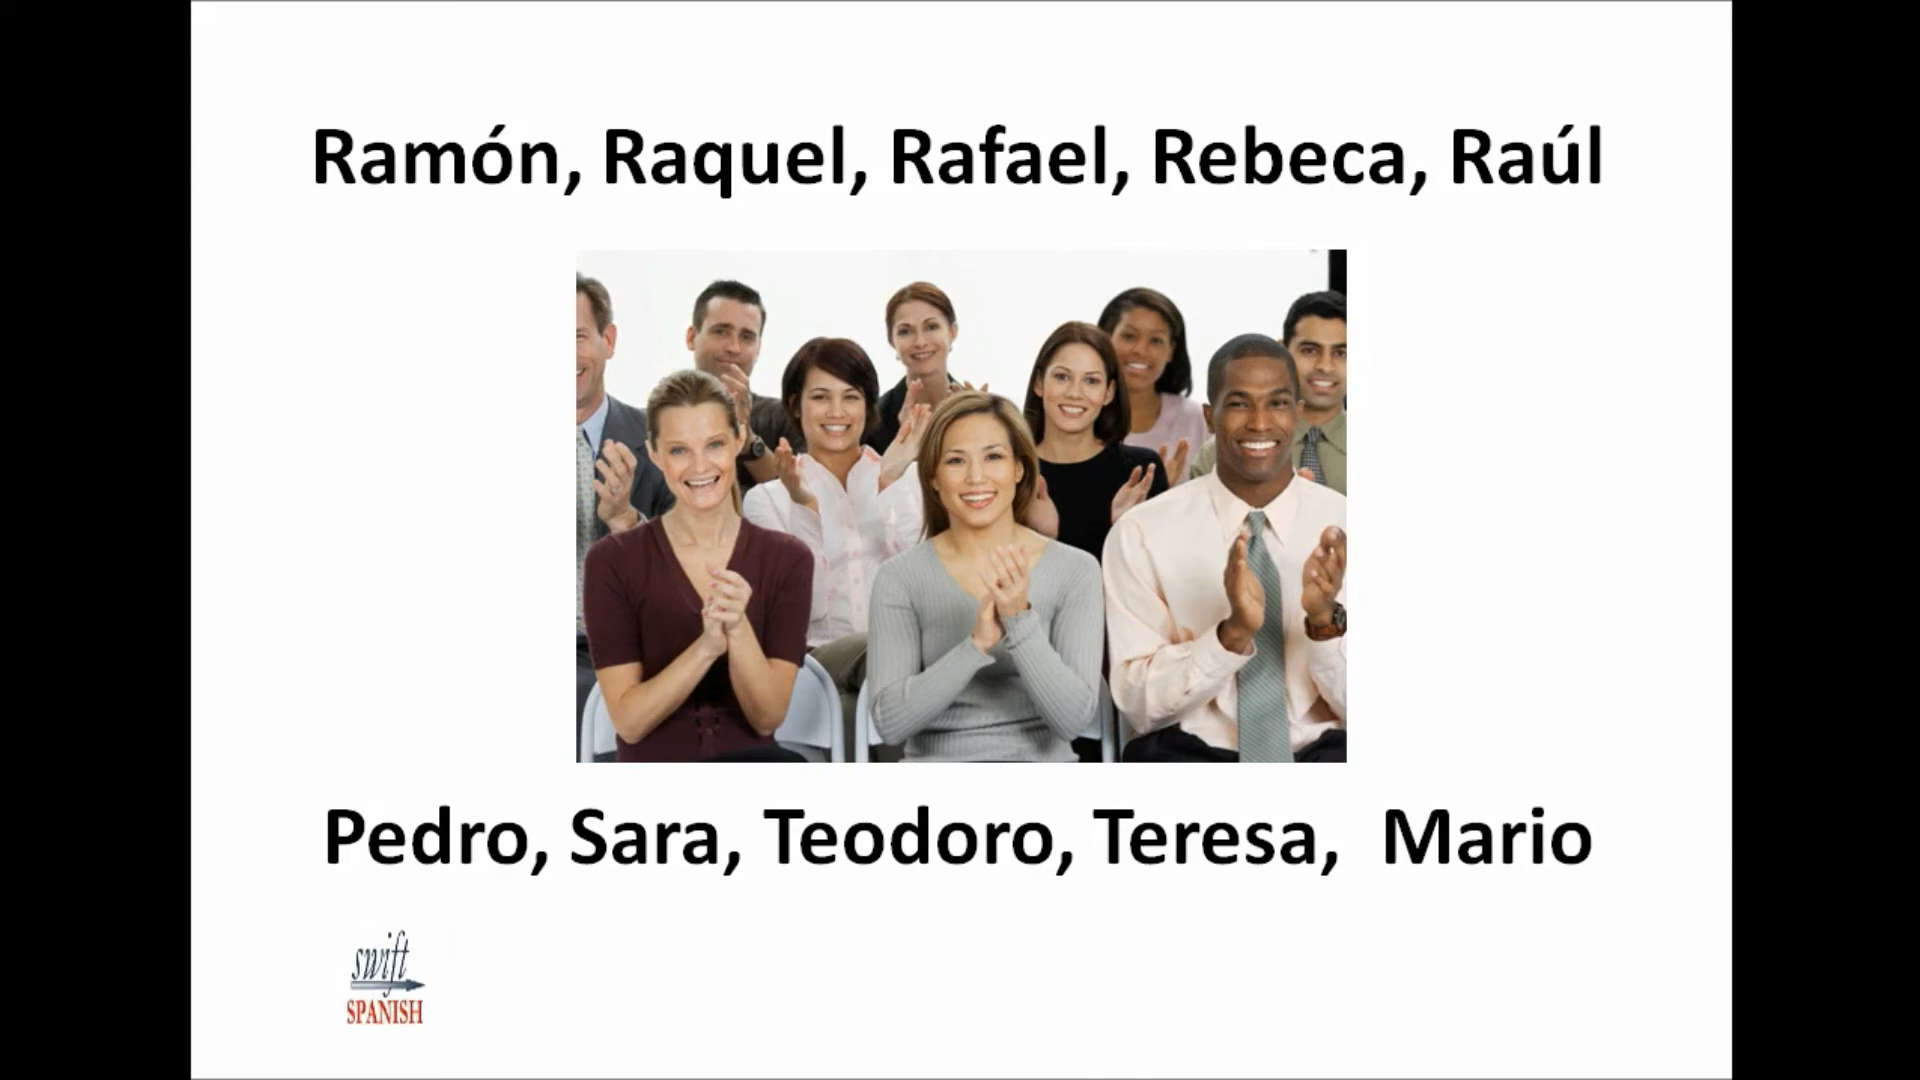 Ramón, Raquel, Rafael, Rebeca, Raúl
Pedro, Sara, Teodoro, Teresa, Mario
swift
SPANISH